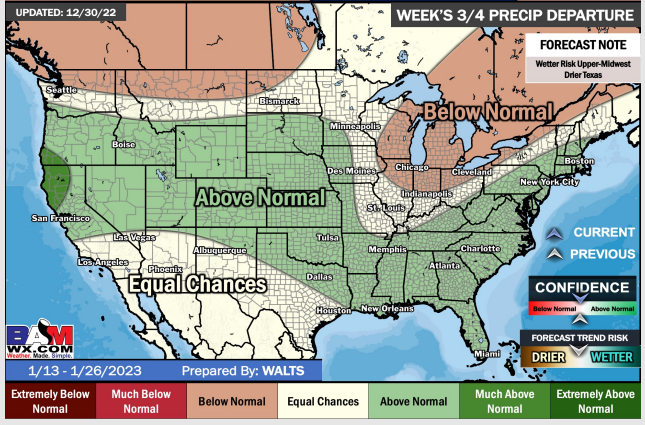 UPDATED: 12/30/22
WEEK'S 3/4 PRECIP DEPARTURE
FORECAST NOTE
Wetter Risk Upper-Midwest
Drier Texas
Seattle
Bismarck
Below Normal
Minneapolis
Boise
Boston
Des Moines
Chicago
Cleveland
New York City
Above Normal
Indianapolis
St. Louis
San Francisco
CURRENT
Las Vegas
Tulsa
Memphis
Charlotte
PREVIOUS
Los Angeles
Albuquerque
Phoenix
Atlanta
Equal Chances
Dallas
CONFIDENCE
Below Normal
Above Normal
Houston
New Orleans
BAM
WX.COM
Weather. Made. Simple.
FORECAST TREND RISK
DRIER
WETTER
Miami
1/13 - 1/26/2023
Prepared By: WALTS
Extremely Below
Normal
Much Below
Normal
Below Normal
Equal Chances
Above Normal
Much Above
Normal
Extremely Above
Normal